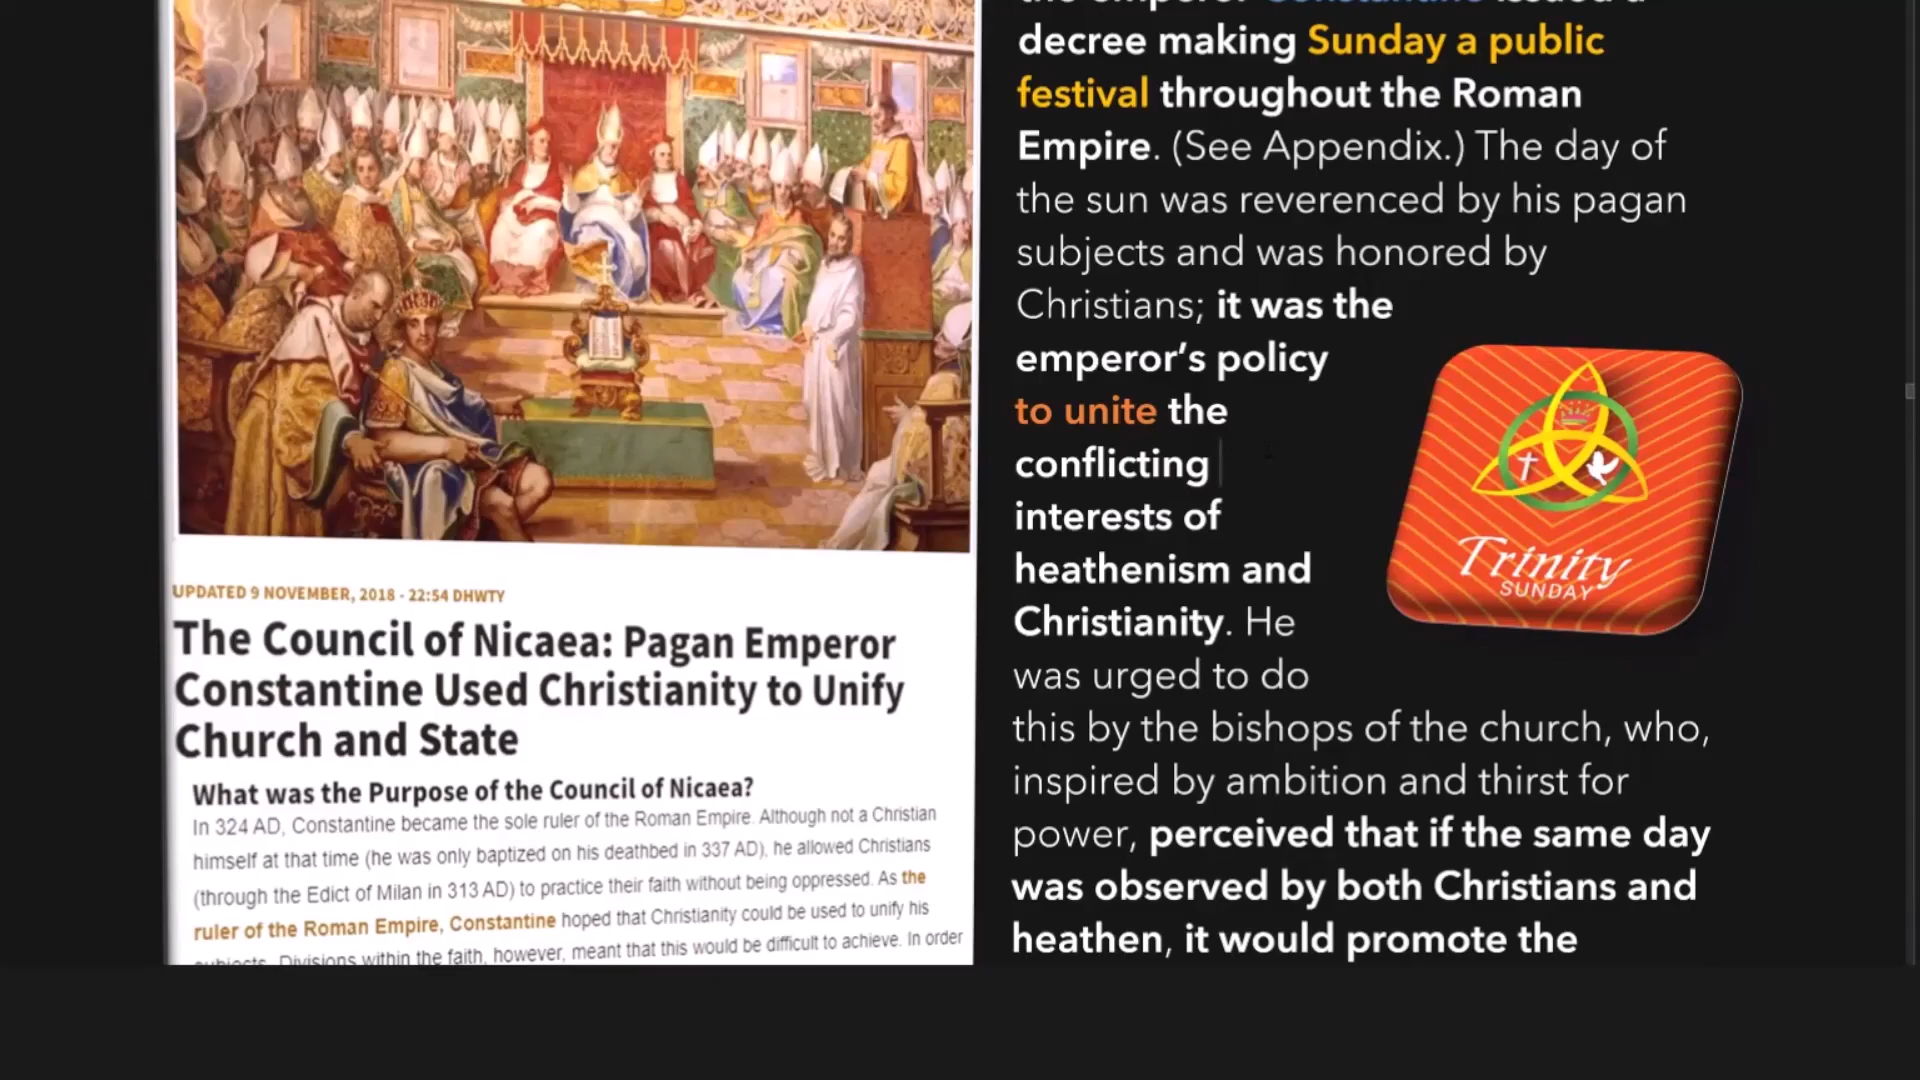 UPDATED 9 NOVEMBER, 2018 - 22:54 DHWTY
The Council of Nicaea: Pagan Emperor
Constantine Used Christianity to Unify
Church and State
What was the Purpose of the Council of Nicaea?
In 324 AD, Constantine became the sole ruler of the Roman Empire. Although not a Christian
himself at that time (he was only baptized on his deathbed in 337 AD), he allowed Christians
(through the Edict of Milan in 313 AD) to practice their faith without being oppressed. As the
ruler of the Roman Empire, Constantine hoped that Christianity could be used to unify his
subjects. Divisions within the faith, however, meant that this would be difficult to achieve. In order
the emperor Constantine issued a
decree making Sunday a public
festival throughout the Roman
Empire. (See Appendix.) The day of
the sun was reverenced by his pagan
subjects and was honored by
Christians; it was the
emperor's policy
to unite the
conflicting
interests of
heathenism and
Christianity. He
was urged to do
this by the bishops of the church, who,
inspired by ambition and thirst for
power, perceived that if the same day
was observed by both Christians and
heathen, it would promote the
Trinity
SUNDAY